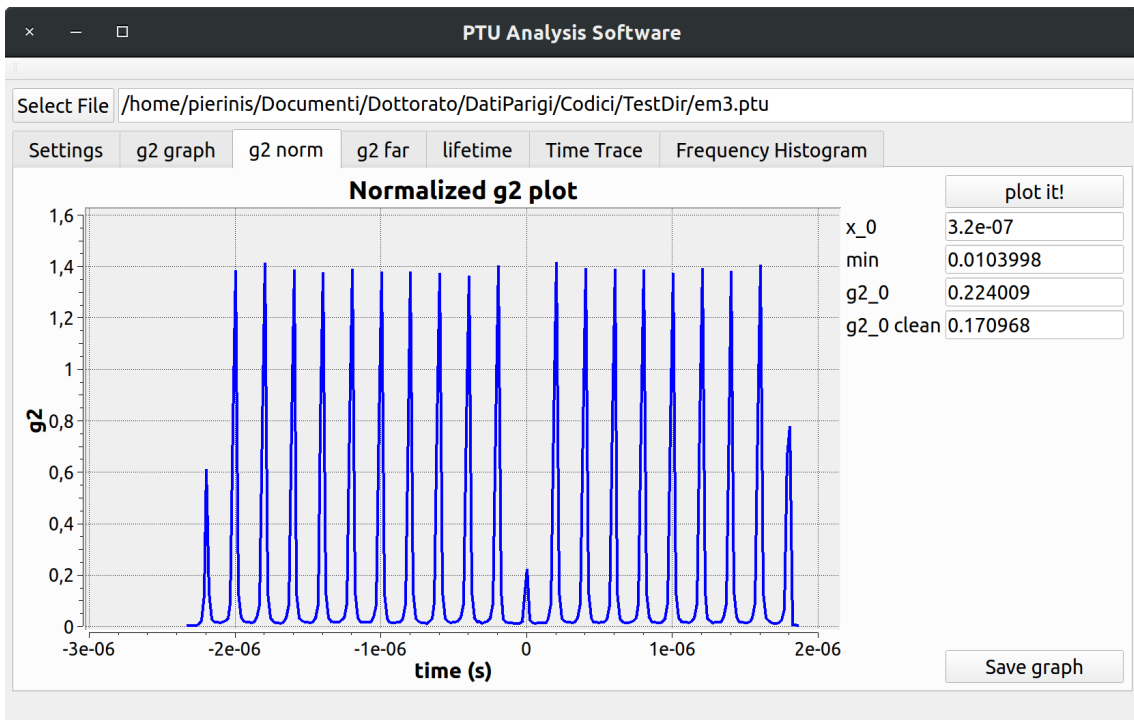 PTU Analysis Software
Select File /home/pierinis/Documenti/Dottorato/DatiParigi/Codici/TestDir/em3.ptu
Settings g2 graph g2 norm g2 far lifetime Time Trace Frequency Histogram
Normalized g2 plot
plot it!
x_0 3.2e-07
min 0.0103998
g2_0 0.224009
g2_0 clean 0.170968
1,6
1,4
1,2
1
0,8
0,6
0,4
0,2
0
g2
-3e-06 -2e-06 -1e-06 0 1e-06 2e-06
time (s)
Save graph